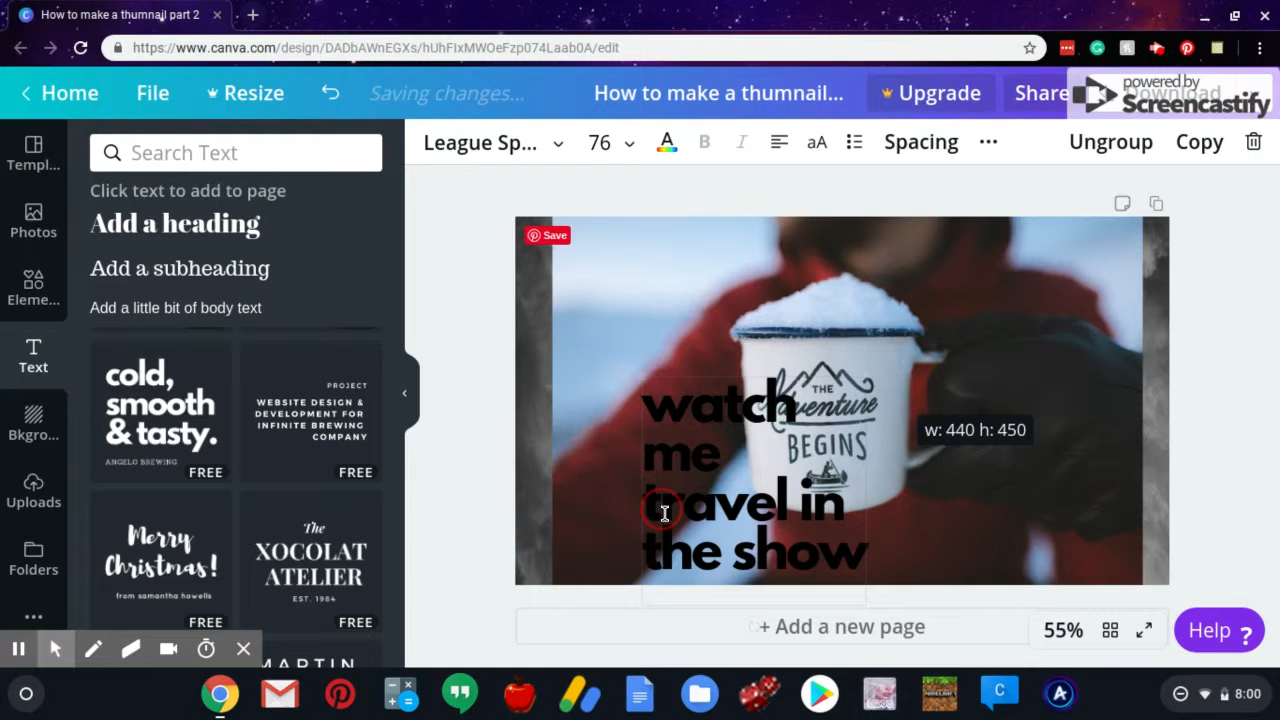 How to make a thumnail part 2
https://www.canva.com/design/DADbAWnEGXs/hUhFIxMWOeFzp074Laab0A/edit
Home
File
Resize
Saving changes...
How to make a thumnail...
Upgrade
Share
powered by
Screencastify
Templ...
Photos
Eleme...
Text
Bkgro...
Uploads
Folders
Search Text
Click text to add to page
Add a heading
Add a subheading
Add a little bit of body text
cold,
smooth
& tasty.
ANGELO BREWING
FREE
PROJECT
WEBSITE DESIGN &
DEVELOPMENT FOR
INFINITE BREWING
COMPANY
FREE
Merry
Christmas!
from samantha howells
FREE
The
XOCOLAT
ATELIER
EST. 1984
FREE
MARTIN
League Sp...
76
A
B
I
aA
Spacing
Ungroup
Copy
Save
THE
Adventure
BEGINS
watch
me
travel in
the show
w: 440 h: 450
+ Add a new page
55%
Help ?
8:00